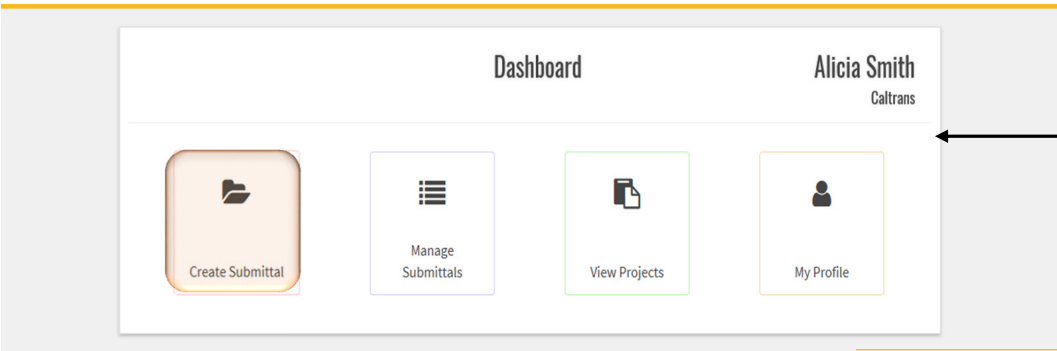 Dashboard
Alicia Smith
Caltrans
Create Submittal
Manage
Submittals
View Projects
My Profile